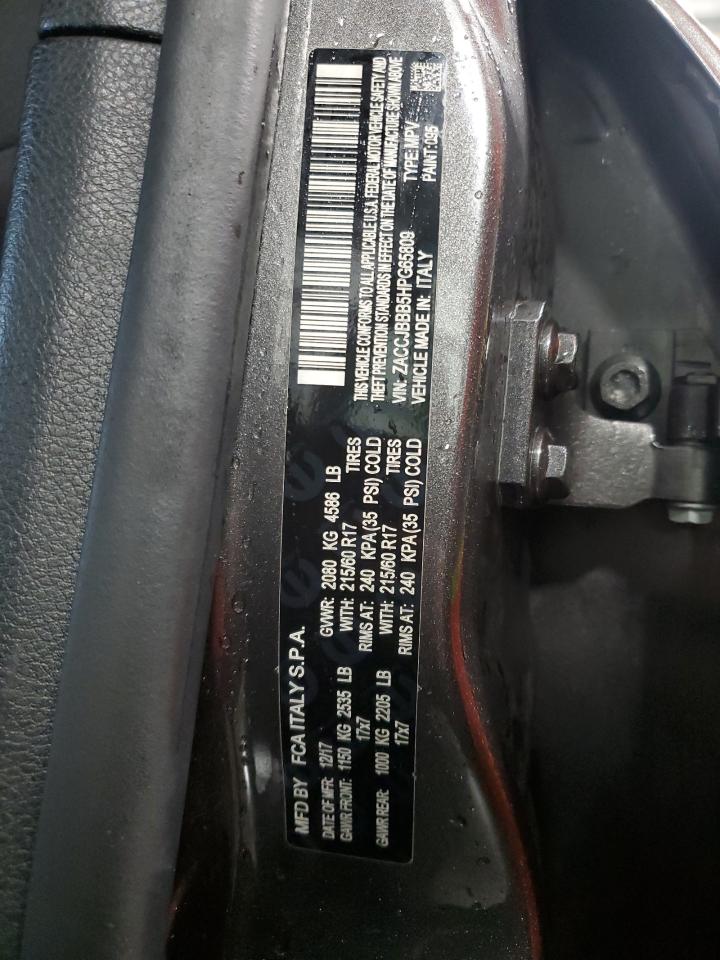 MFD BY FCA ITALY S.P.A.
DATE OF MFR: 12/17 GVWR: 2080 KG 4586 LB
GAWR FRONT: 1150 KG 2535 LB WITH: 215/60 R17 TIRES
17x7 RIMS AT: 240 KPA(35 PSI) COLD
GAWR REAR: 1000 KG 2205 LB WITH: 215/60 R17 TIRES
17x7 RIMS AT: 240 KPA(35 PSI) COLD
THIS VEHICLE CONFORMS TO ALL APPLICABLE U.S.A. FEDERAL MOTOR VEHICLE SAFETY AND
THEFT PREVENTION STANDARDS IN EFFECT ON THE DATE OF MANUFACTURE SHOWN ABOVE
VIN: ZACCJBBB5HPG65809 TYPE: MPV
VEHICLE MADE IN: ITALY PAINT: 095